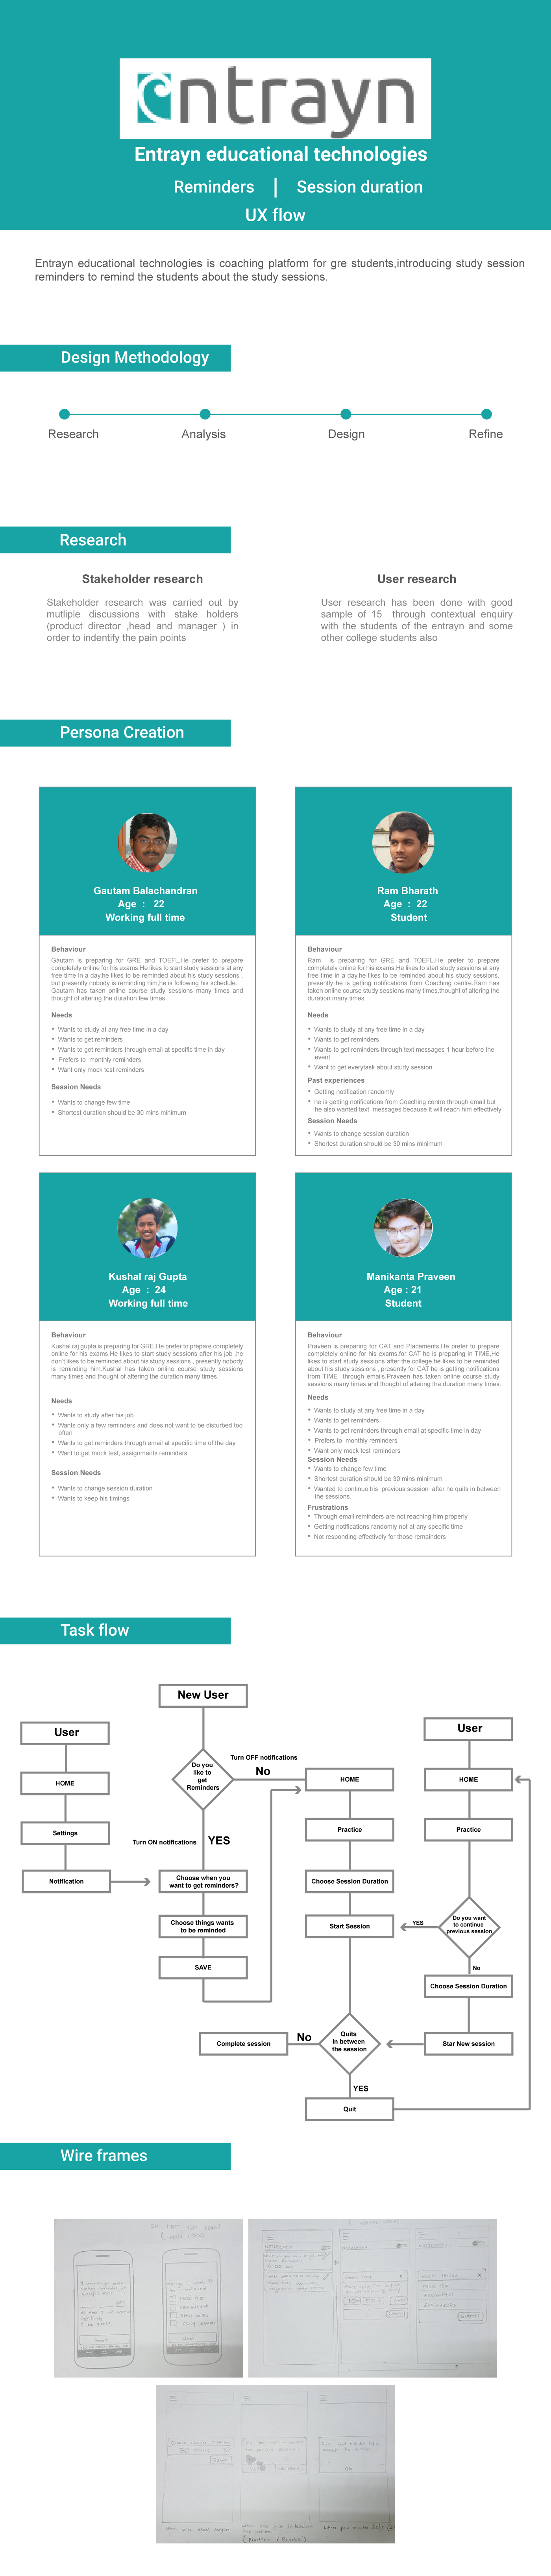 entrayn
Entrayn educational technologies
Reminders | Session duration
UX flow
Entrayn educational technologies is coaching platform for gre students,introducing study session
reminders to remind the students about the study sessions.
Design Methodology
Research
Analysis
Design
Refine
Research
Stakeholder research
Stakeholder research was carried out by
mutliple discussions with stake holders
(product director ,head and manager ) in
order to indentify the pain points
User research
User research has been done with good
sample of 15 through contextual enquiry
with the students of the entrayn and some
other college students also
Persona Creation
Gautam Balachandran
Age : 22
Working full time
Behaviour
Gautam is preparing for GRE and TOEFL.He prefer to prepare
completely online for his exams.He likes to start study sessions at any
free time in a day.he likes to be reminded about his study sessions ,
but presently nobody is reminding him,he is following his schedule.
Gautam has taken online course study sessions many times and
thought of altering the duration few times
Needs
• Wants to study at any free time in a day
• Wants to get reminders
• Wants to get reminders through email at specific time in day
• Prefers to monthly reminders
• Want only mock test reminders
Session Needs
• Wants to change few time
• Shortest duration should be 30 mins minimum
Ram Bharath
Age : 22
Student
Behaviour
Ram is preparing for GRE and TOEFL.He prefer to prepare
completely online for his exams.He likes to start study sessions at any
free time in a day.he likes to be reminded about his study sessions.
presently he is getting notifications from Coaching centre.Ram has
taken online course study sessions many times.thought of altering the
duration many times.
Needs
• Wants to study at any free time in a day
• Wants to get reminders
• Wants to get reminders through text messages 1 hour before the
event
• Want to get everytask about study session
Past experiences
• Getting notification randomly
• he is getting notifications from Coaching centre through email but
he also wanted text messages because it will reach him effectively
Session Needs
• Wants to change session duration
• Shortest duration should be 30 mins minimum
Kushal raj Gupta
Age : 24
Working full time
Behaviour
Kushal raj gupta is preparing for GRE.He prefer to prepare completely
online for his exams.He likes to start study sessions after his job .he
don't likes to be reminded about his study sessions . presently nobody
is reminding him.Kushal has taken online course study sessions
many times and thought of altering the duration many times.
Needs
• Wants to study after his job
• Wants only a few reminders and does not want to be disturbed too
often
• Wants to get reminders through email at specific time of the day
• Want to get mock test, assignments reminders
Session Needs
• Wants to change session duration
• Wants to keep his timings
Manikanta Praveen
Age : 21
Student
Behaviour
Praveen is preparing for CAT and Placements.He prefer to prepare
completely online for his exams.for CAT he is preparing in TIME,He
likes to start study sessions after the college.he likes to be reminded
about his study sessions , presently for CAT he is getting notifications
from TIME through emails.Praveen has taken online course study
sessions many times and thought of altering the duration many times
Needs
• Wants to study at any free time in a day
• Wants to get reminders
• Wants to get reminders through email at specific time in day
• Prefers to monthly reminders
• Want only mock test reminders
Session Needs
• Wants to change few time
• Shortest duration should be 30 mins minimum
• Wanted to continue his previous session after he quits in between
the sessions.
Frustrations
• Through email reminders are not reaching him properly
• Getting notifications randomly not at any specific time
• Not responding effectively for those remainders
Task flow
User
HOME
Settings
Notification
New User
Do you
like to
get
Reminders
Turn OFF notifications
No
Turn ON notifications
YES
Choose when you
want to get reminders?
Choose things wants
to be reminded
SAVE
HOME
Practice
Choose Session Duration
Start Session
Quits
in between
the session
No
Complete session
YES
Quit
User
HOME
Practice
Do you want
to continue
previous session
YES
No
Choose Session Duration
Star New session
Wire frames